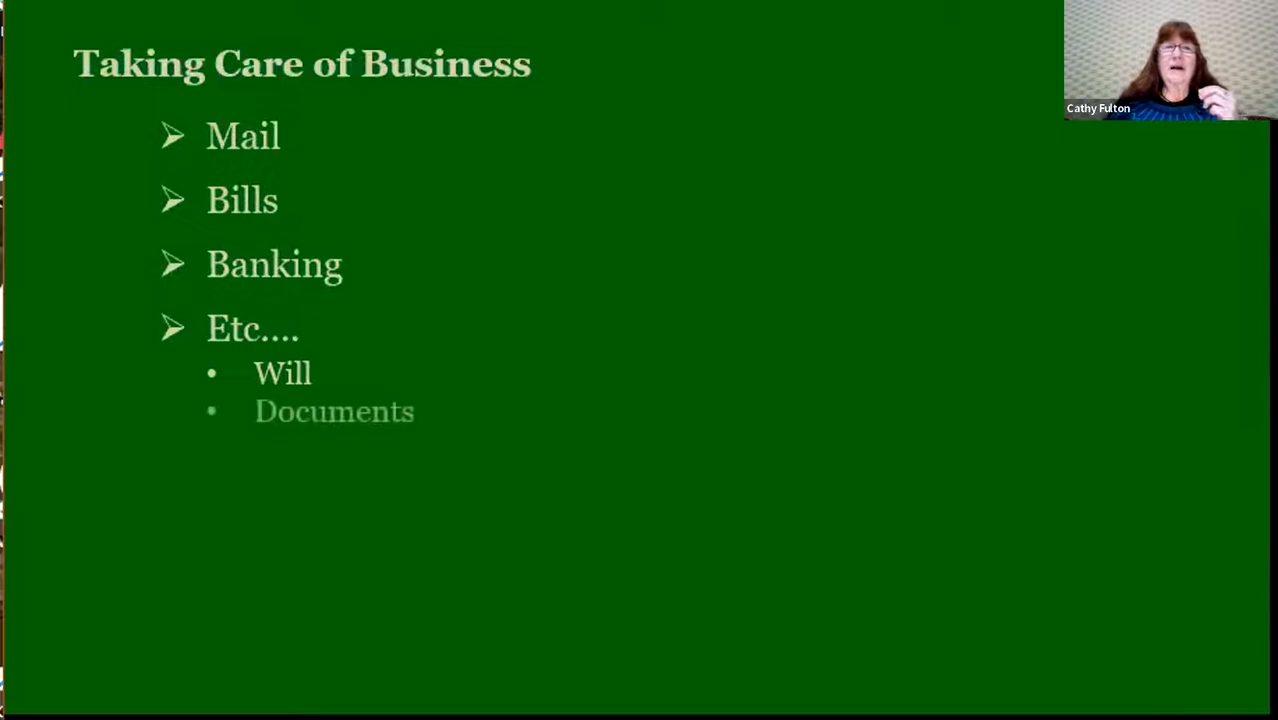 Taking Care of Business
Cathy Fulton
Mail
Bills
Banking
Etc....
Will
Documents